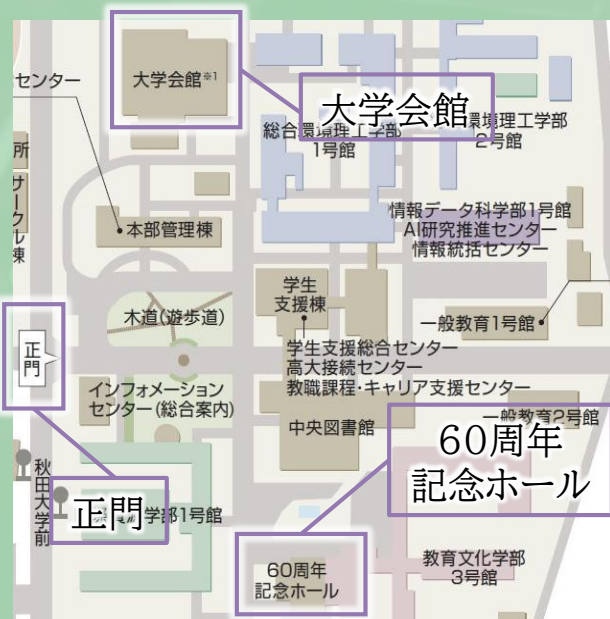 大学会館※1
センター
大学会館
総合環境理工学部
1号館
環境理工学部
2号館
所
サークル棟
本部管理棟
情報データ科学部1号館
AI研究推進センター
情報統括センター
学生
支援棟
木道(遊歩道)
一般教育1号館
正門
学生支援総合センター
高大接続センター
教職課程・キャリア支援センター
インフォメーション
センター(総合案内)
中央図書館
一般教育2号館
60周年
記念ホール
秋田大学前
正門
学部1号館
60周年
記念ホール
教育文化学部
3号館